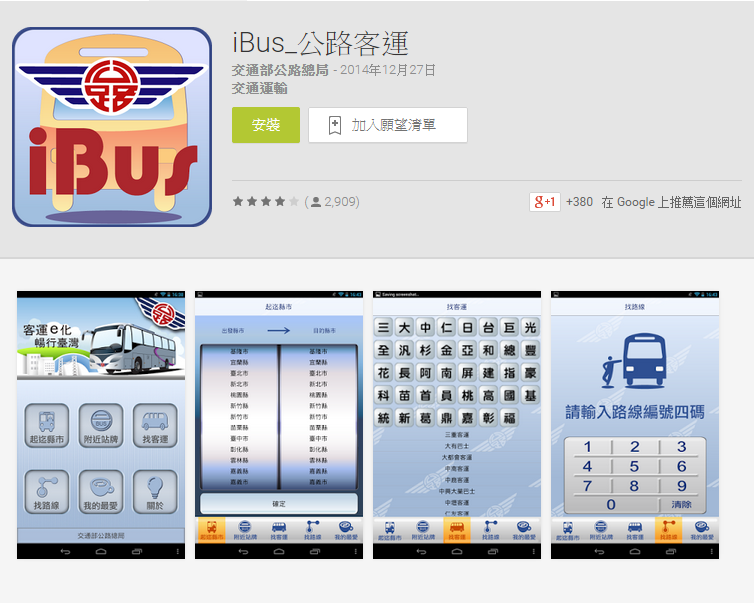 iBus_公路客運
交通部公路總局 - 2014年12月27日
交通運輸
安裝
加入願望清單
(2,909)
g+1 +380 在 Google 上推薦這個網址
公路
iBus
客運e化
暢行臺灣
起迄縣市 附近站牌 找客運
找路線 我的最愛 關於
交通部公路總局
起迄縣市
出發縣市 目的縣市
基隆市 基隆市
宜蘭縣 宜蘭縣
臺北市 臺北市
新北市 新北市
桃園縣 桃園縣
新竹縣 新竹縣
新竹市 新竹市
苗栗縣 苗栗縣
臺中市 臺中市
彰化縣 彰化縣
雲林縣 雲林縣
嘉義縣 嘉義縣
嘉義市 嘉義市
確定
起迄縣市 附近站牌 找客運 找路線 我的最愛
Saving screenshot...
找客運
三 大 中 仁 日 台 巨 光
全 汎 杉 金 亞 和 總 豐
花 長 阿 南 屏 建 指 豪
科 苗 首 員 桃 高 國 基
統 新 葛 鼎 嘉 彰 福
三重客運
大有巴士
大都會客運
中南客運
中鹿客運
中興大業巴士
中壢客運
仁友客運
起迄縣市 附近站牌 找客運 找路線 我的最愛
16:43
找路線
請輸入路線編號四碼
1 2 3
4 5 6
7 8 9
0 清除
起迄縣市 附近站牌 找客運 找路線 我的最愛